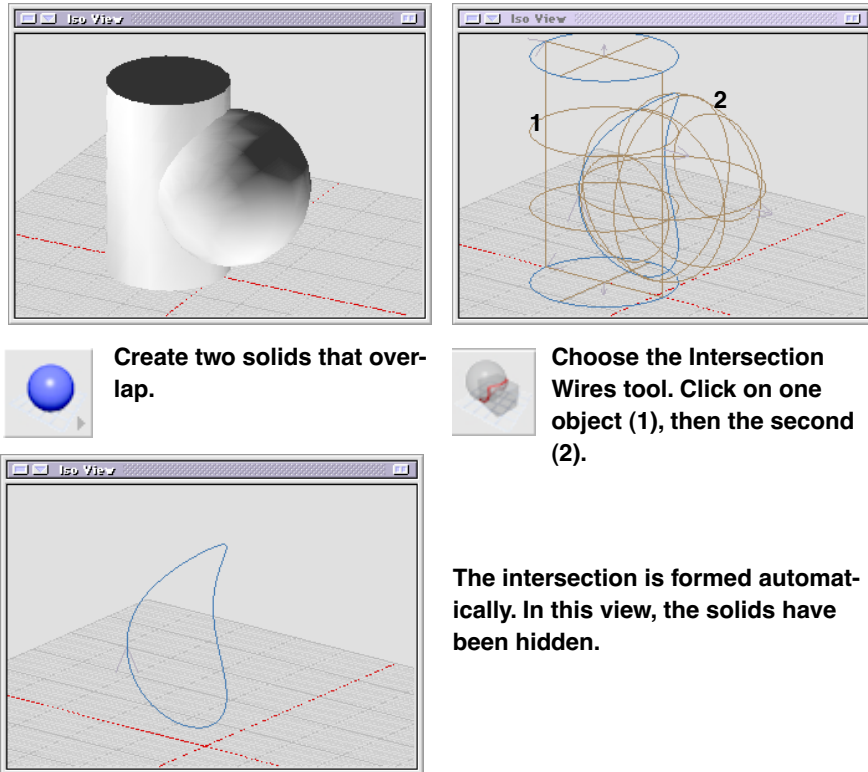 Iso View
Iso View
1
2
Create two solids that over-
lap.
Choose the Intersection
Wires tool. Click on one
object (1), then the second
(2).
Iso View
The intersection is formed automat-
ically. In this view, the solids have
been hidden.